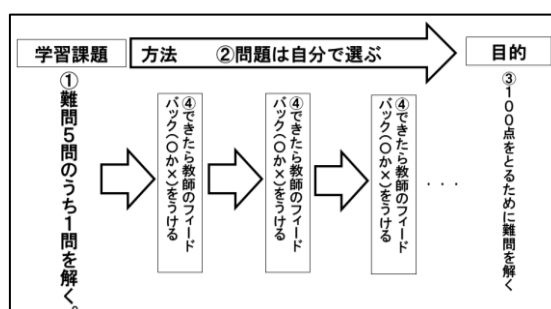 学習課題
方法 ②問題は自分で選ぶ
目的
①難問5問のうち1問を解く。
④できたら教師のフィード
バック(○か×)をうける
④できたら教師のフィード
バック(○か×)をうける
④できたら教師のフィード
バック(○か×)をうける
・・・
③100点をとるために難問を解く